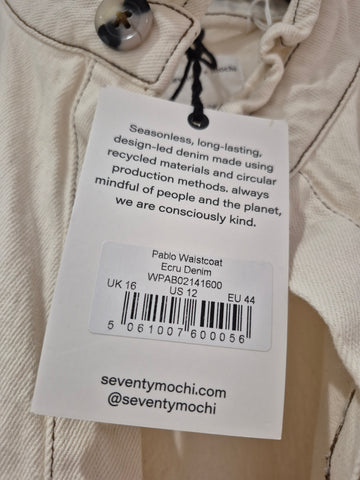 seventymochi
Seasonless, long-lasting,
design-led denim made using
recycled materials and circular
production methods. always
mindful of people and the planet,
we are consciously kind.
Pablo Waistcoat
Ecru Denim
WPAB02141600
UK 16 US 12 EU 44
5 061007 600056
seventymochi.com
@seventymochi